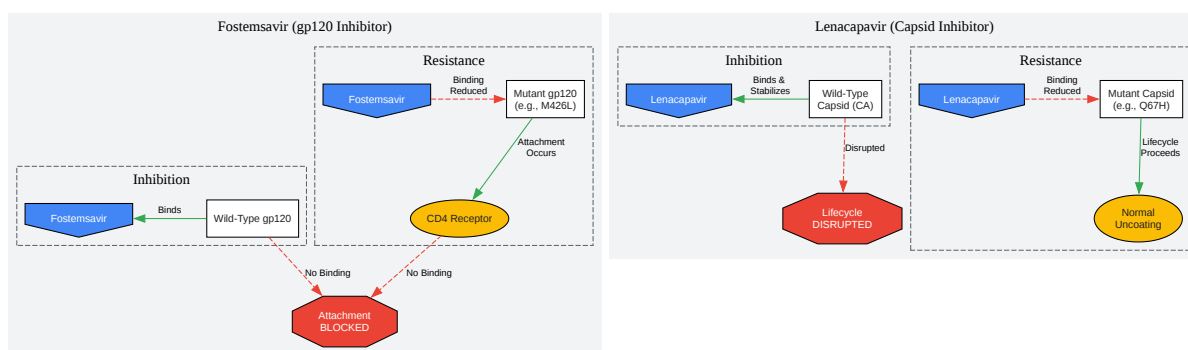 Fostemsavir (gp120 Inhibitor)
Resistance
Fostemsavir
Binding
Reduced
Mutant gp120
(e.g., M426L)
Attachment
Occurs
CD4 Receptor
Inhibition
Fostemsavir
Binds
Wild-Type gp120
No Binding
No Binding
Attachment
BLOCKED
Lenacapavir (Capsid Inhibitor)
Inhibition
Lenacapavir
Binds &
Stabilizes
Wild-Type
Capsid (CA)
Disrupted
Lifecycle
DISRUPTED
Resistance
Lenacapavir
Binding
Reduced
Mutant Capsid
(e.g., Q67H)
Lifecycle
Proceeds
Normal
Uncoating